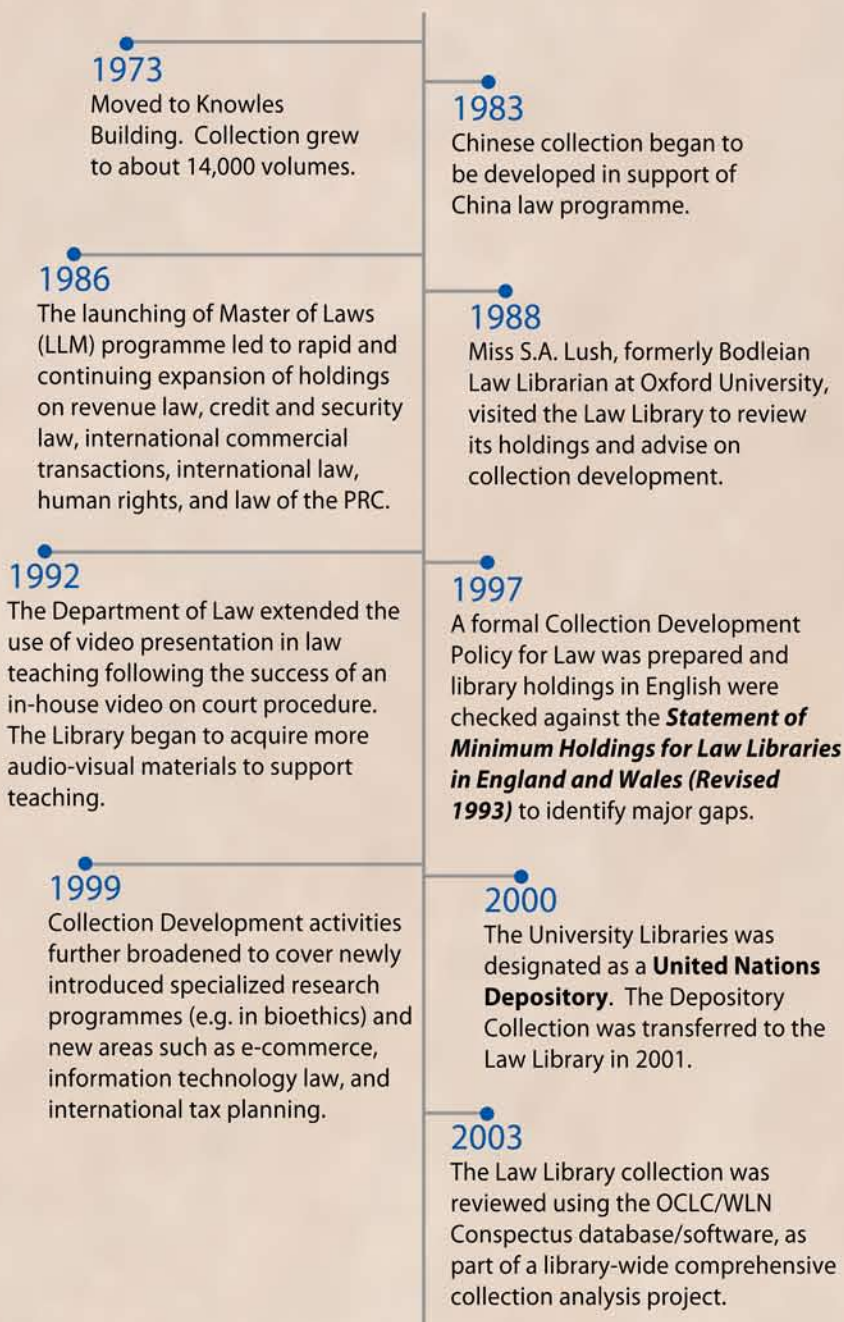 1973
Moved to Knowles
Building. Collection grew
to about 14,000 volumes.
1983
Chinese collection began to
be developed in support of
China law programme.
1986
The launching of Master of Laws
(LLM) programme led to rapid and
continuing expansion of holdings
on revenue law, credit and security
law, international commercial
transactions, international law,
human rights, and law of the PRC.
1988
Miss S.A. Lush, formerly Bodleian
Law Librarian at Oxford University,
visited the Law Library to review
its holdings and advise on
collection development.
1992
The Department of Law extended the
use of video presentation in law
teaching following the success of an
in-house video on court procedure.
The Library began to acquire more
audio-visual materials to support
teaching.
1997
A formal Collection Development
Policy for Law was prepared and
library holdings in English were
checked against the Statement of
Minimum Holdings for Law Libraries
in England and Wales (Revised
1993) to identify major gaps.
1999
Collection Development activities
further broadened to cover newly
introduced specialized research
programmes (e.g. in bioethics) and
new areas such as e-commerce,
information technology law, and
international tax planning.
2000
The University Libraries was
designated as a United Nations
Depository. The Depository
Collection was transferred to the
Law Library in 2001.
2003
The Law Library collection was
reviewed using the OCLC/WLN
Conspectus database/software, as
part of a library-wide comprehensive
collection analysis project.